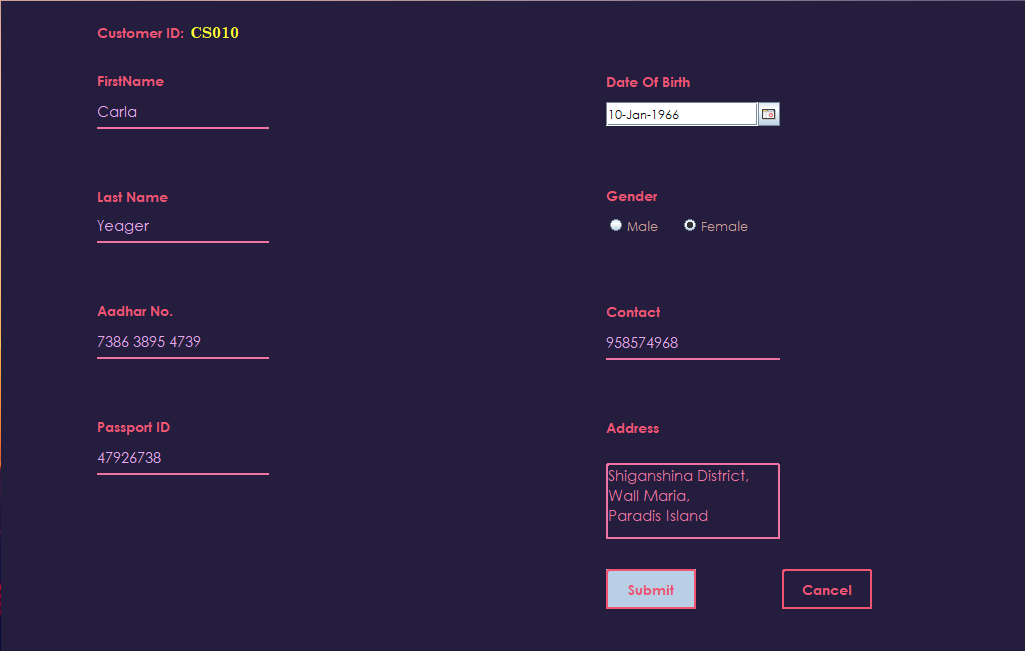 Customer ID: CS010
FirstName
Carla
Date Of Birth
10-Jan-1966
Last Name
Yeager
Gender
Male Female
Aadhar No.
7386 3895 4739
Contact
958574968
Passport ID
47926738
Address
Shiganshina District,
Wall Maria,
Paradis Island
Submit
Cancel